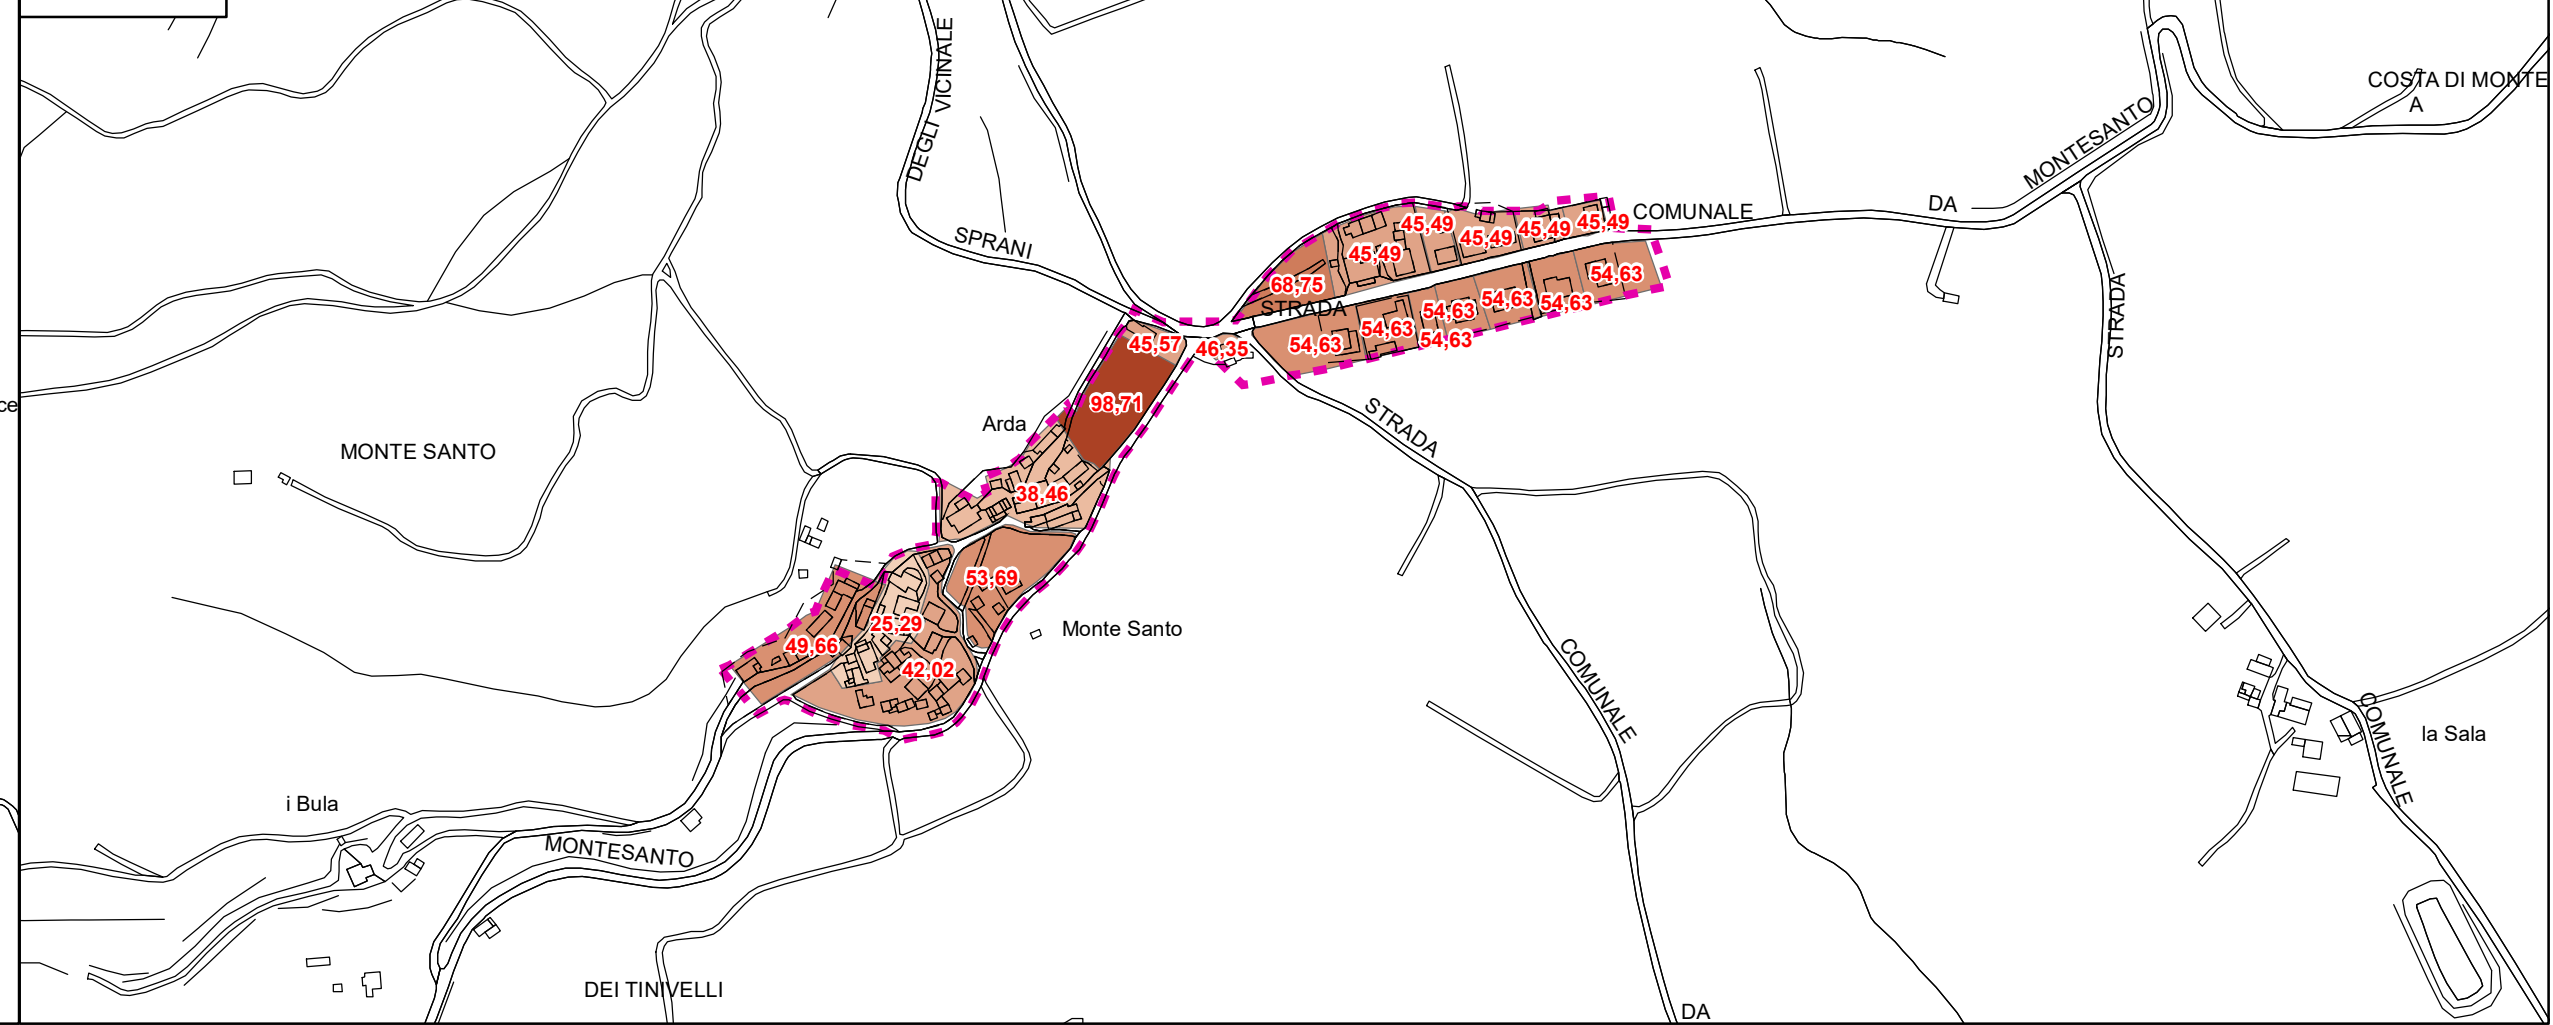 DEGLI VICINALE
SPRANI
COSTA DI MONTE
A
MONTESANTO
DA
COMUNALE
STRADA
45,49
45,49
45,49
45,49
45,49
68,75
54,63
54,63
54,63
54,63
54,63
54,63
54,63
45,57
46,35
98,71
STRADA
STRADA
ce
MONTE SANTO
Arda
38,46
53,69
25,29
49,66
42,02
Monte Santo
COMUNALE
COMUNALE
la Sala
i Bula
MONTESANTO
DEI TINIVELLI
DA